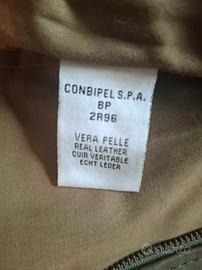 CONBIPEL S.P.A.
BP
2R96
VERA PELLE
REAL LEATHER
CUIR VERITABLE
ECHT LEDER